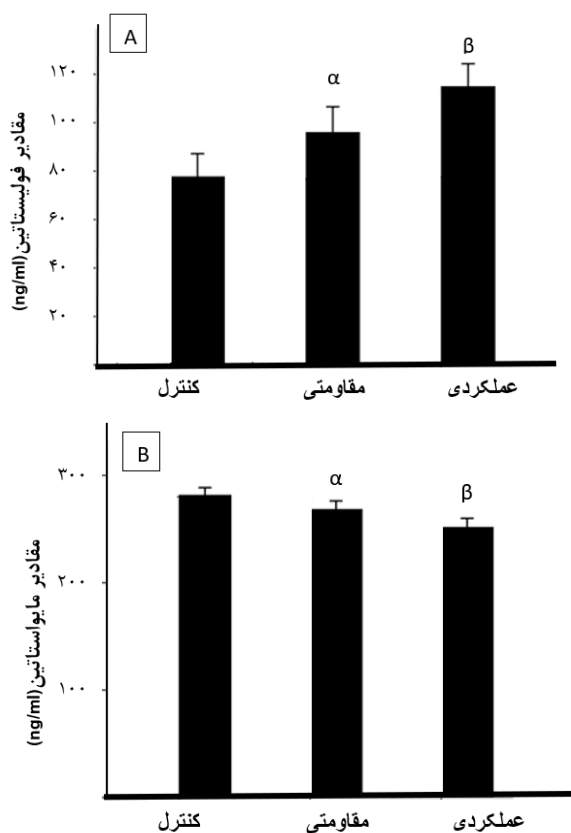 A
β
α
۱۲۰
۱۰۰
۸۰
۶۰
۴۰
۲۰
مقادیر فولیستاتین(ng/ml)
کنترل
مقاومتی
عملکردی
B
α
β
۳۰۰
۲۰۰
۱۰۰
مقادیر مایواستاتین(ng/ml)
کنترل
مقاومتی
عملکردی